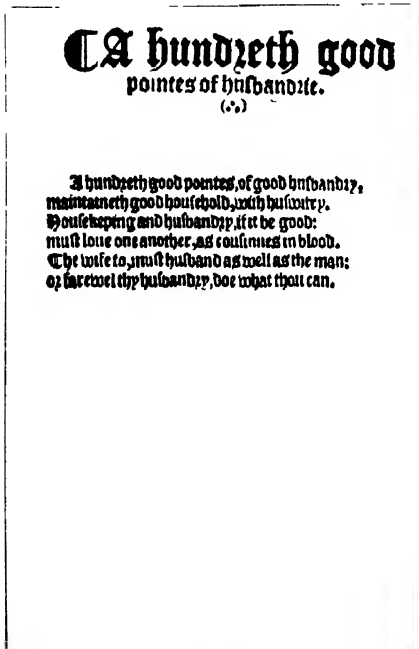 ¶A hundreth good
pointes of husbandrie.
(∴)
A hundreth good pointes, of good husbandry,
maintaineth good household, with huswifry.
Housekeping and husbandry, if it be good:
must loue one another, as cousinnes in blood.
The wife to, must husband as well as the man:
or farewel thy husbandry, doe what thou can.